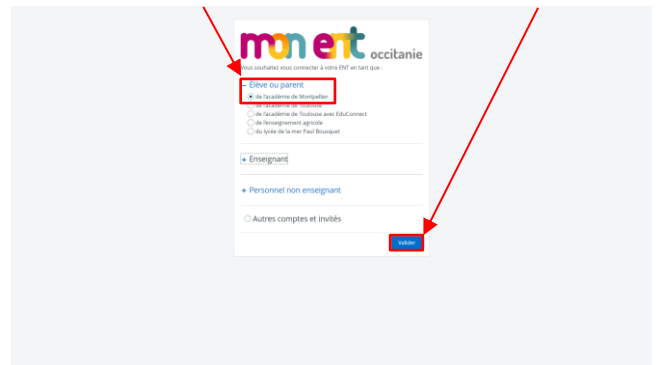 mon ent occitanie
Vous souhaitez vous connecter à votre ENT en tant que :
– Élève ou parent
de l'académie de Montpellier
de l'académie de Toulouse
de l'académie de Toulouse avec EduConnect
de l'enseignement agricole
du lycée de la mer Paul Bousquet
+ Enseignant
+ Personnel non enseignant
Autres comptes et invités
Valider